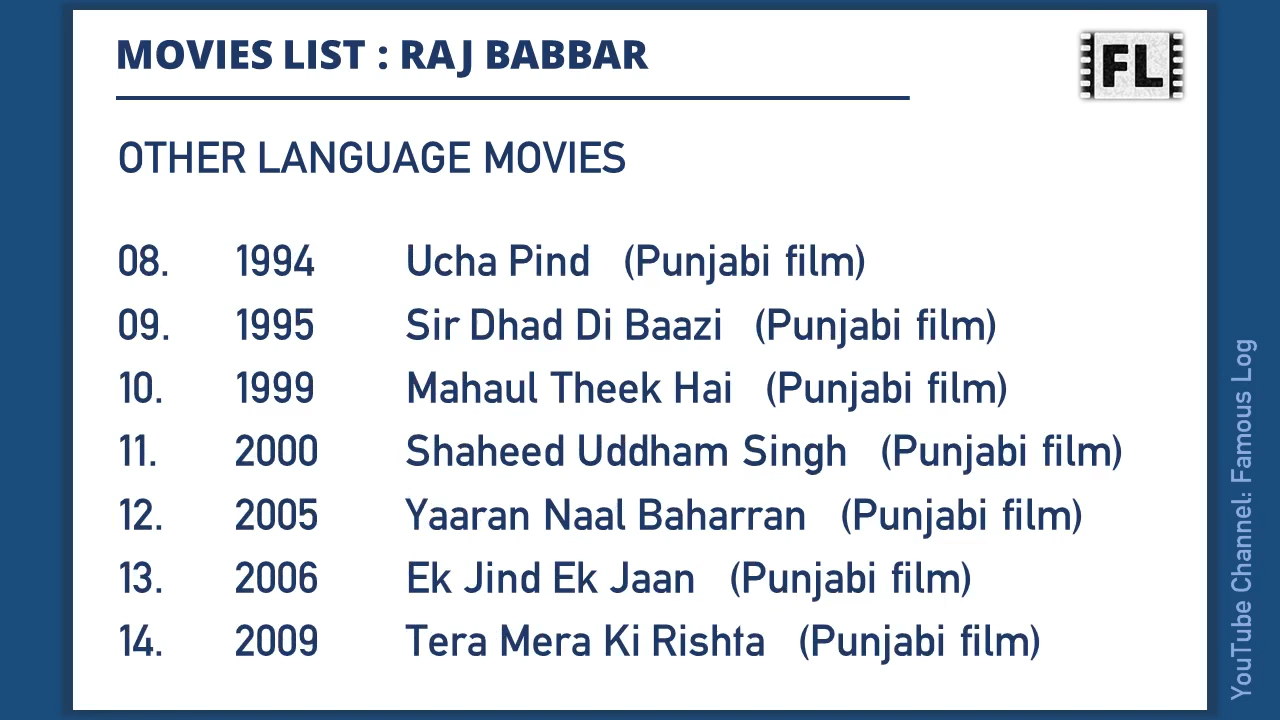 MOVIES LIST : RAJ BABBAR
FL
OTHER LANGUAGE MOVIES
08. 1994 Ucha Pind (Punjabi film)
09. 1995 Sir Dhad Di Baazi (Punjabi film)
10. 1999 Mahaul Theek Hai (Punjabi film)
11. 2000 Shaheed Uddham Singh (Punjabi film)
12. 2005 Yaaran Naal Baharran (Punjabi film)
13. 2006 Ek Jind Ek Jaan (Punjabi film)
14. 2009 Tera Mera Ki Rishta (Punjabi film)
YouTube Channel: Famous Log